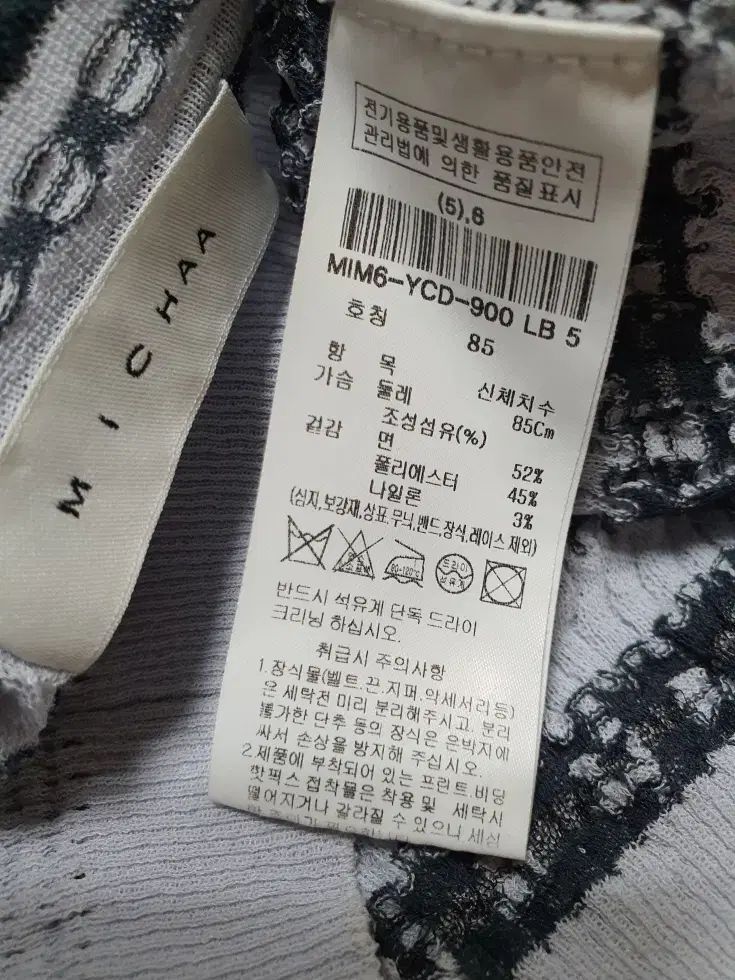 MICHAA
전기용품및생활용품안전
관리법에 의한 품질표시
(5).6
MIM6-YCD-900 LB 5
호칭 85
항 목 신체치수
가슴 둘레 85Cm
조성섬유(%)
겉감 면 52%
폴리에스터 45%
나일론 3%
(심지,보강재,상표.무늬,밴드,장식,레이스 제외)
80~120℃
드라이
석유계
반드시 석유계 단독 드라이
크리닝 하십시오.
취급시 주의사항
1.장식물(벨트.끈.지퍼.악세서리등)
은 세탁전 미리 분리해주시고. 분리
불가한 단추 등의 장식은 은박지에
싸서 손상을 방지해 주십시오.
2.제품에 부착되어 있는 프린트.비딩
핫픽스 접착물은 착용및 세탁시
떨어지거나 갈라질 수 있으니 세심